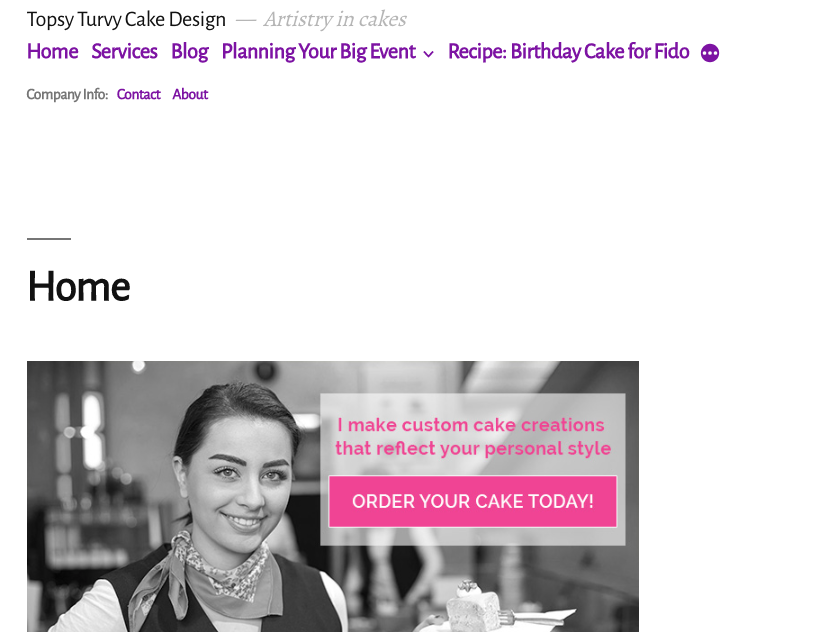 Topsy Turvy Cake Design — Artistry in cakes
Home Services Blog Planning Your Big Event Recipe: Birthday Cake for Fido
Company Info: Contact About
Home
I make custom cake creations
that reflect your personal style
ORDER YOUR CAKE TODAY!